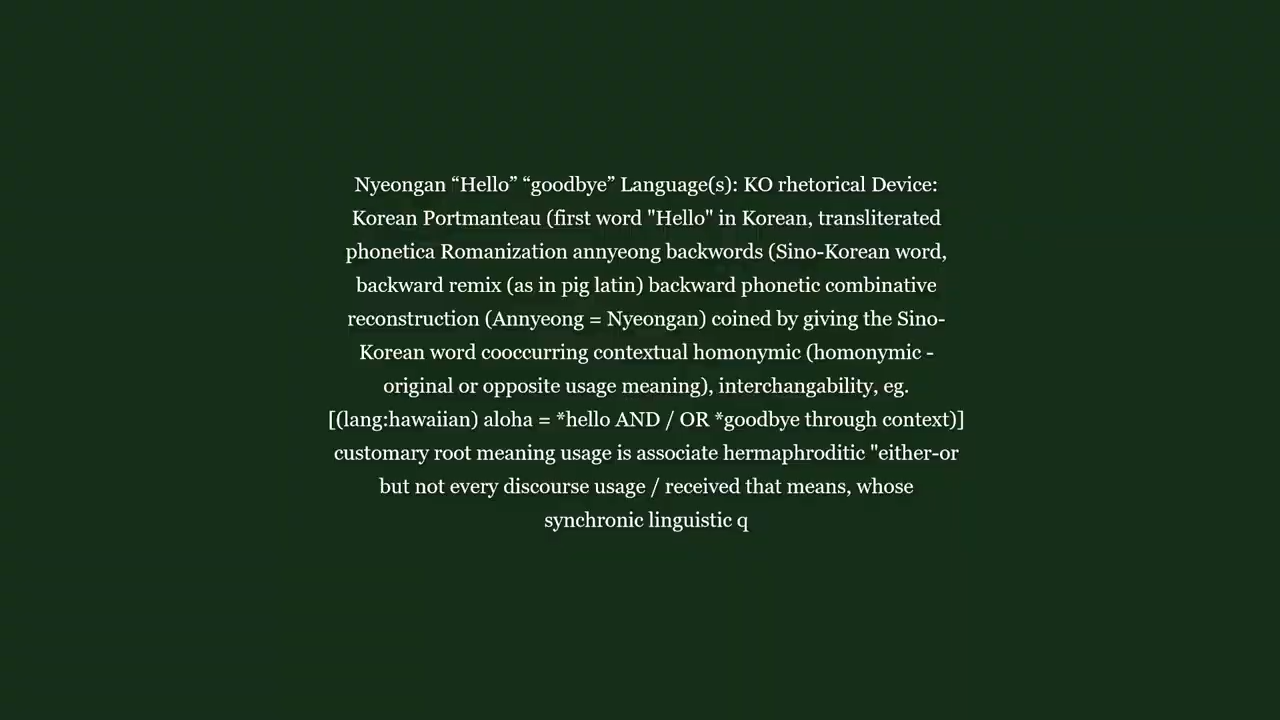 Nyeongan “Hello” “goodbye” Language(s): KO rhetorical Device:
Korean Portmanteau (first word "Hello" in Korean, transliterated
phonetica Romanization annyeong backwords (Sino-Korean word,
backward remix (as in pig latin) backward phonetic combinative
reconstruction (Annyeong = Nyeongan) coined by giving the Sino-
Korean word cooccurring contextual homonymic (homonymic -
original or opposite usage meaning), interchangability, eg.
[(lang:hawaiian) aloha = *hello AND / OR *goodbye through context)]
customary root meaning usage is associate hermaphroditic "either-or
but not every discourse usage / received that means, whose
synchronic linguistic q